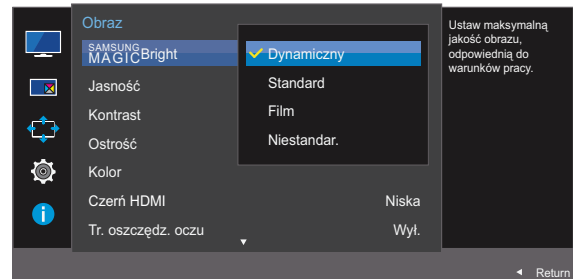 Obraz
SAMSUNG
MAGICBright
Jasność
Kontrast
Ostrość
Kolor
Czerń HDMI Niska
Tr. oszczędz. oczu Wył.
Dynamiczny
Standard
Film
Niestandar.
Ustaw maksymalną
jakość obrazu,
odpowiednią do
warunków pracy.
Return